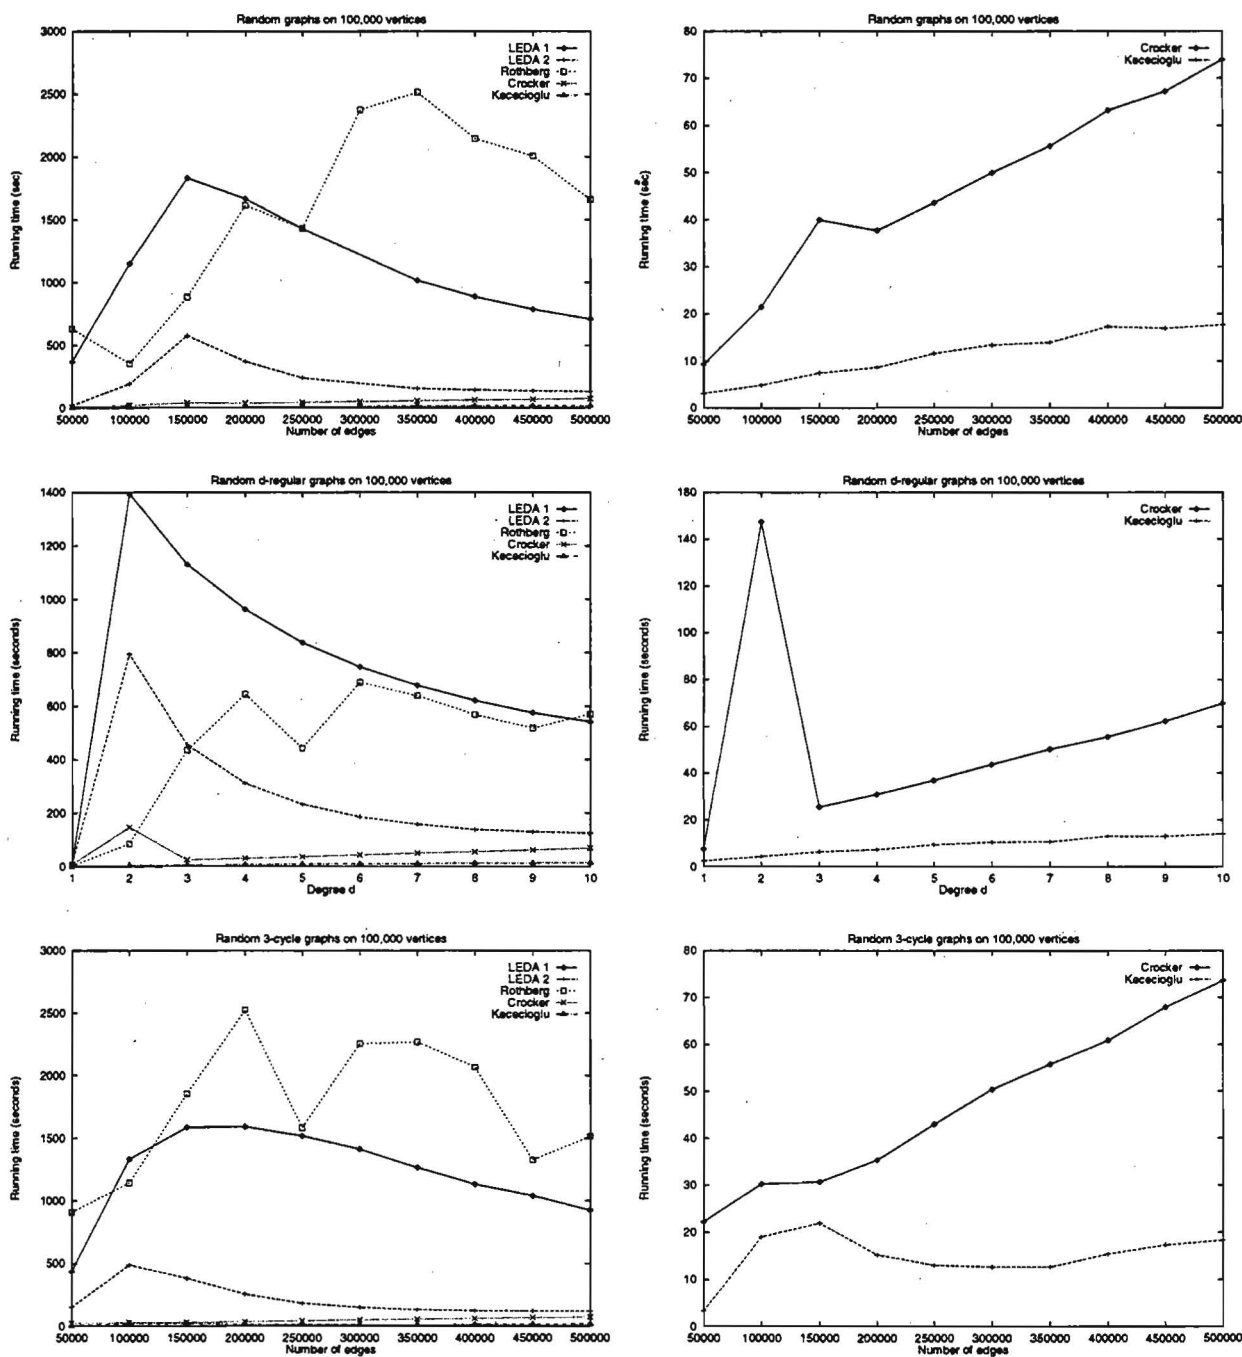 Random graphs on 100,000 vertices
3000
2500
2000
1500
1000
500
0
Running time (sec)
LEDA 1
LEDA 2
Rothberg
Crocker
Kececioglu
50000 100000 150000 200000 250000 300000 350000 400000 450000 500000
Number of edges
Random graphs on 100,000 vertices
80
70
60
50
40
30
20
10
0
Running time (sec)
Crocker
Kececioglu
50000 100000 150000 200000 250000 300000 350000 400000 450000 500000
Number of edges
Random d-regular graphs on 100,000 vertices
1400
1200
1000
800
600
400
200
0
Running time (seconds)
LEDA 1
LEDA 2
Rothberg
Crocker
Kececioglu
1 2 3 4 5 6 7 8 9 10
Degree d
Random d-regular graphs on 100,000 vertices
180
160
140
120
100
80
60
40
20
0
Running time (seconds)
Crocker
Kececioglu
1 2 3 4 5 6 7 8 9 10
Degree d
Random 3-cycle graphs on 100,000 vertices
3000
2500
2000
1500
1000
500
0
Running time (seconds)
LEDA 1
LEDA 2
Rothberg
Crocker
Kececioglu
50000 100000 150000 200000 250000 300000 350000 400000 450000 500000
Number of edges
Random 3-cycle graphs on 100,000 vertices
80
70
60
50
40
30
20
10
0
Running time (seconds)
Crocker
Kececioglu
50000 100000 150000 200000 250000 300000 350000 400000 450000 500000
Number of edges